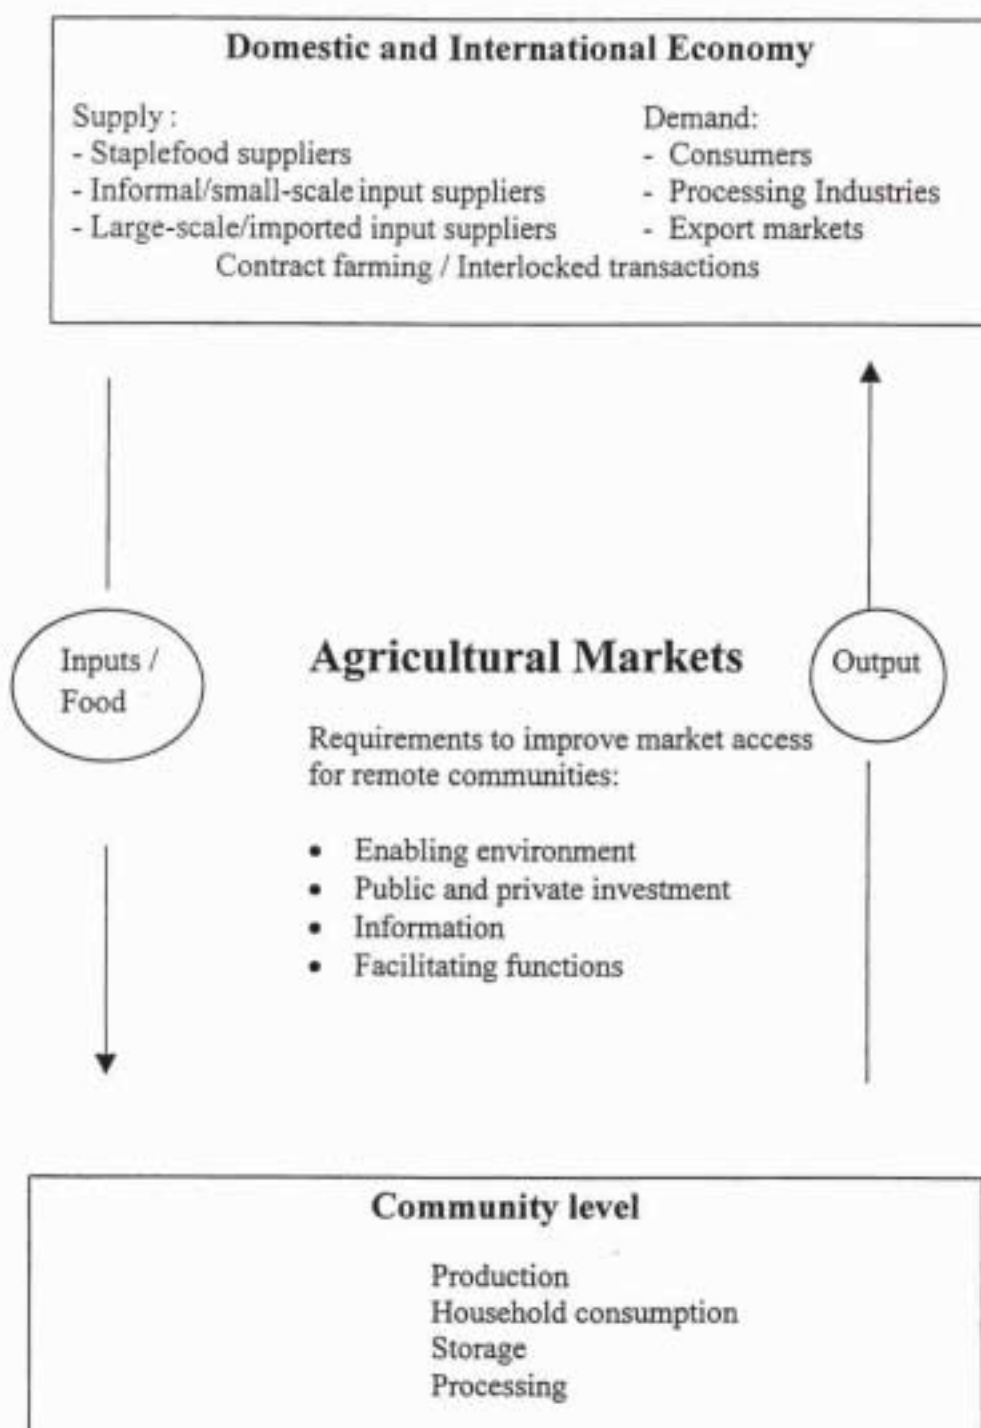 Domestic and International Economy
Supply :
- Staplefood suppliers
- Informal/small-scale input suppliers
- Large-scale/imported input suppliers
Demand:
- Consumers
- Processing Industries
- Export markets
Contract farming / Interlocked transactions
Inputs /
Food
Agricultural Markets
Requirements to improve market access
for remote communities:
• Enabling environment
• Public and private investment
• Information
• Facilitating functions
Output
Community level
Production
Household consumption
Storage
Processing